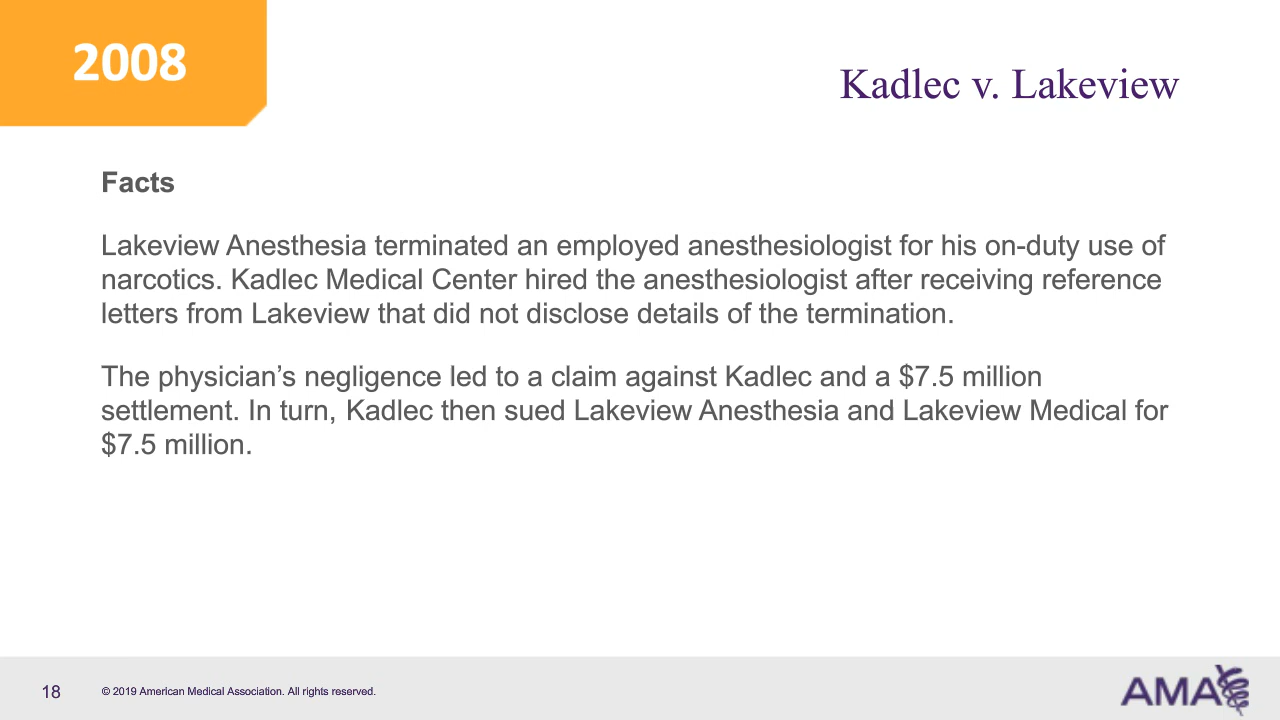 2008
Kadlec v. Lakeview
Facts
Lakeview Anesthesia terminated an employed anesthesiologist for his on-duty use of
narcotics. Kadlec Medical Center hired the anesthesiologist after receiving reference
letters from Lakeview that did not disclose details of the termination.
The physician’s negligence led to a claim against Kadlec and a $7.5 million
settlement. In turn, Kadlec then sued Lakeview Anesthesia and Lakeview Medical for
$7.5 million.
18
© 2019 American Medical Association. All rights reserved.
AMA